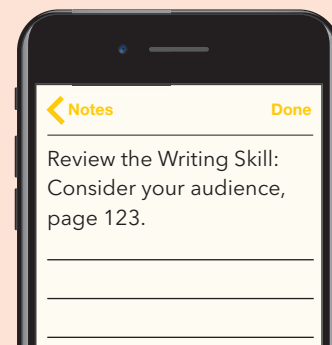 Notes Done
Review the Writing Skill:
Consider your audience,
page 123.